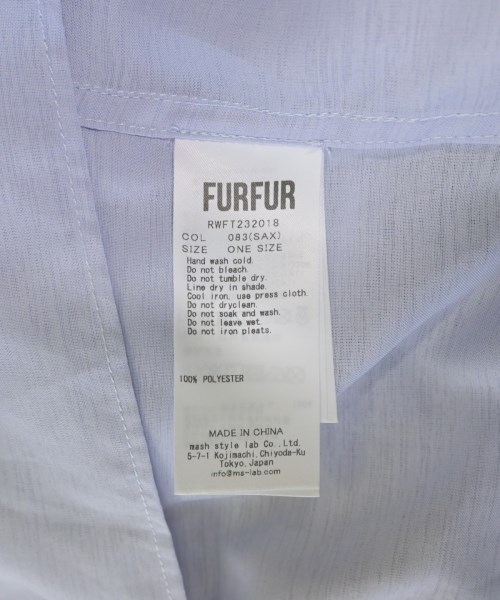 FURFUR
RWFT232018
COL 083(SAX)
SIZE ONE SIZE
Hand wash cold.
Do not bleach.
Do not tumble dry.
Line dry in shade.
Cool iron, use press cloth.
Do not dryclean.
Do not soak and wash.
Do not leave wet.
Do not iron pleats.
100% POLYESTER
MADE IN CHINA
mash style lab Co., Ltd.
5-7-1 Kojimachi, Chiyoda-Ku
Tokyo, Japan
info@ms-lab.com